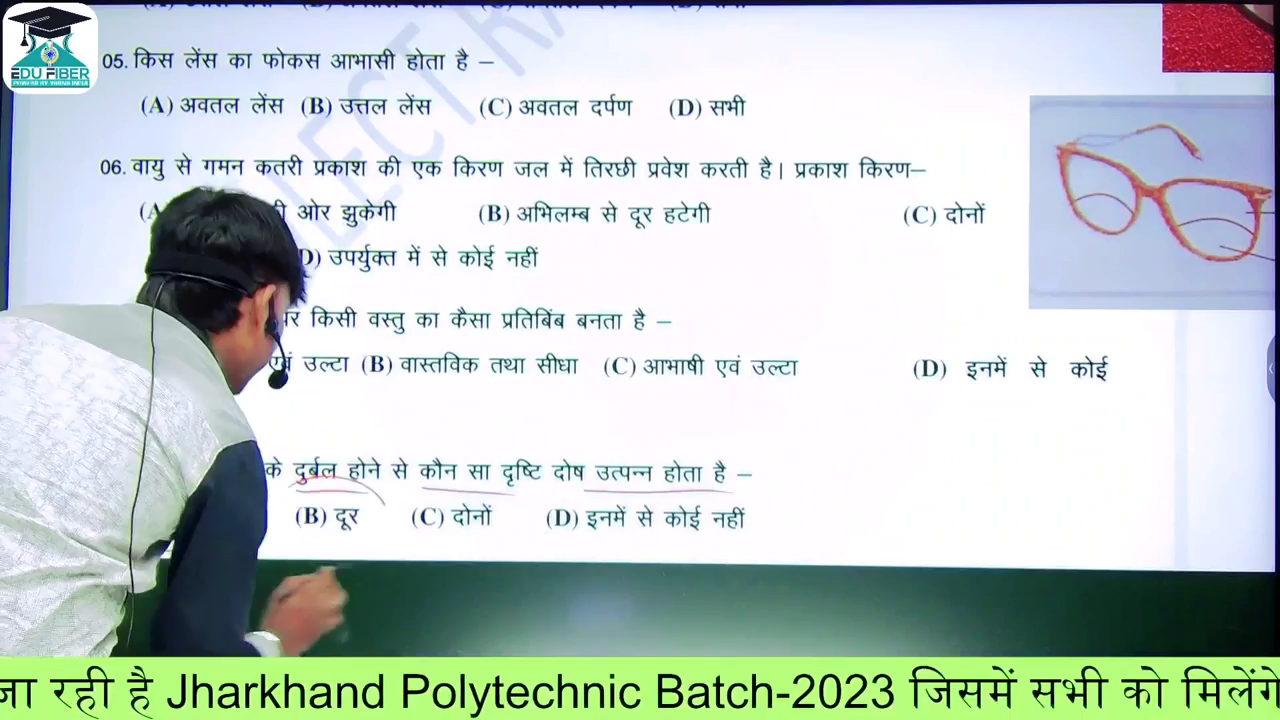 EDU FIBER
05. किस लेंस का फोकस आभासी होता है –
(A) अवतल लेंस (B) उत्तल लेंस (C) अवतल दर्पण (D) सभी
06. वायु से गमन कतरी प्रकाश की एक किरण जल में तिरछी प्रवेश करती है। प्रकाश किरण–
ओर झुकेगी (B) अभिलम्ब से दूर हटेगी (C) दोनों
D) उपर्युक्त में से कोई नहीं
किसी वस्तु का कैसा प्रतिबिंब बनता है –
एवं उल्टा (B) वास्तविक तथा सीधा (C) आभाषी एवं उल्टा (D) इनमें से कोई
के दुर्बल होने से कौन सा दृष्टि दोष उत्पन्न होता है –
(B) दूर (C) दोनों (D) इनमें से कोई नहीं
जा रही है Jharkhand Polytechnic Batch-2023 जिसमें सभी को मिलेंगे